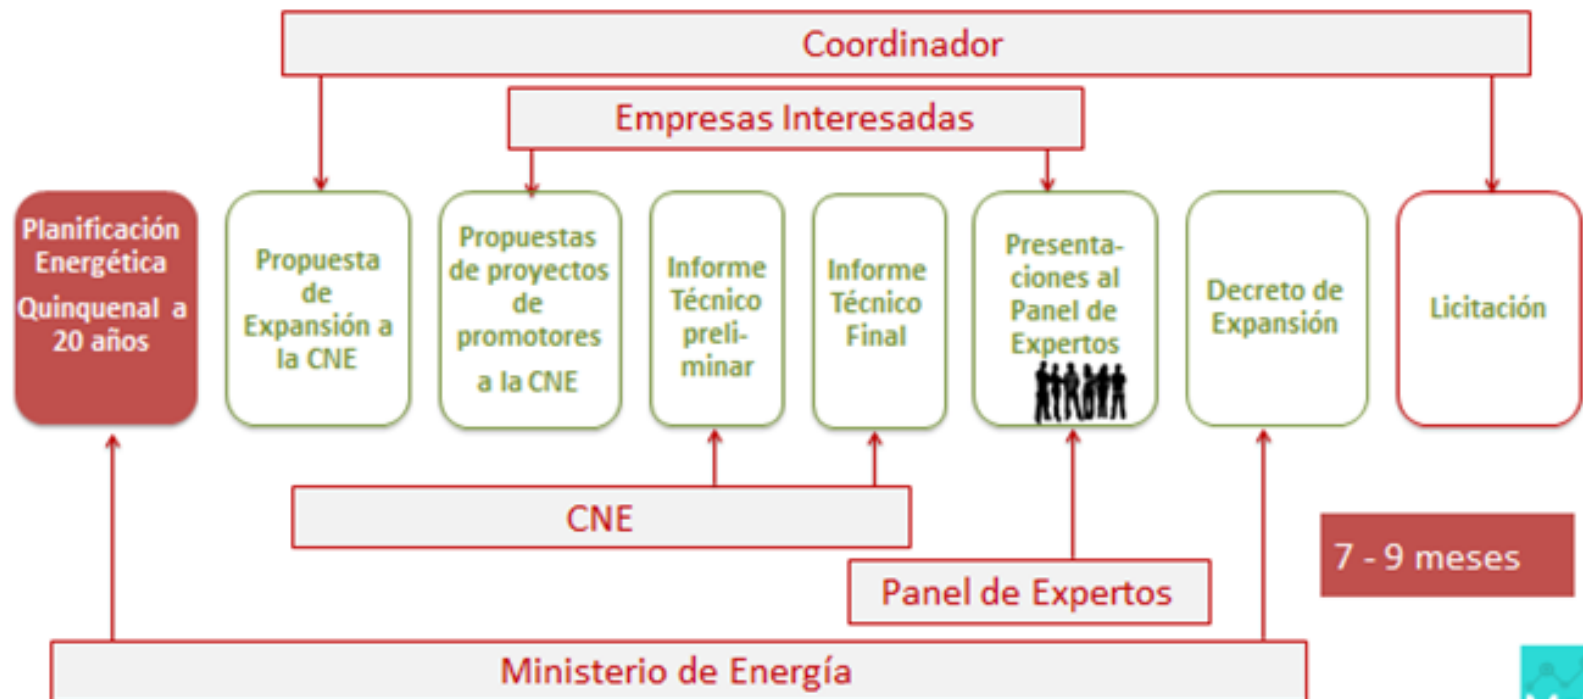 Coordinador
Empresas Interesadas
Planificación
Energética
Quinquenal a
20 años
Propuesta
de
Expansión a
la CNE
Propuestas
de proyectos
de
promotores
a la CNE
Informe
Técnico
preli-
minar
Informe
Técnico
Final
Presenta-
ciones al
Panel de
Expertos
Decreto de
Expansión
Licitación
CNE
7 - 9 meses
Panel de Expertos
Ministerio de Energía